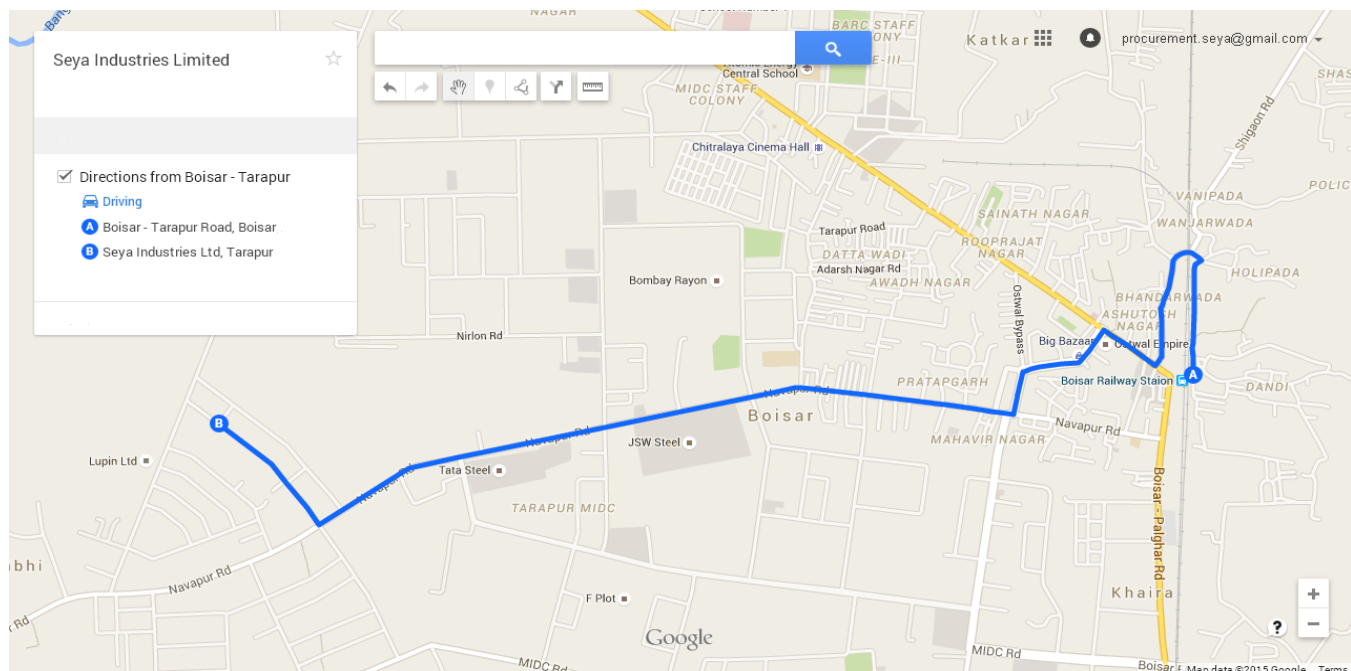 Seya Industries Limited
procurement.seya@gmail.com
Directions from Boisar - Tarapur
Driving
A Boisar - Tarapur Road, Boisar
B Seya Industries Ltd, Tarapur
NAGAR
BARC STAFF
Katkar
Central School
MIDC STAFF
COLONY
Shigaon Rd
Chitralaya Cinema Hall
POLIC
VANIPADA
WANJARWADA
SAINATH NAGAR
Tarapur Road
ROOPRAJAT
NAGAR
DATTA WADI
Adarsh Nagar Rd
AWADH NAGAR
HOLIPADA
Bombay Rayon
Ostwal Bypass
BHANDARWADA
ASHUTOSH
NAGAR
Nirlon Rd
Big Bazaar
Ostwal Empire
PRATAPGARH
Boisar Railway Staion
A
DANDI
Navapur Rd
Boisar
B
Navapur Rd
MAHAVIR NAGAR
Navapur Rd
JSW Steel
Lupin Ltd
Tata Steel
Navapur Rd
TARAPUR MIDC
Boisar - Palghar Rd
Navapur Rd
F Plot
Khaira
Google
MIDC Rd
MIDC Rd
Map data ©2015 Google
Terms